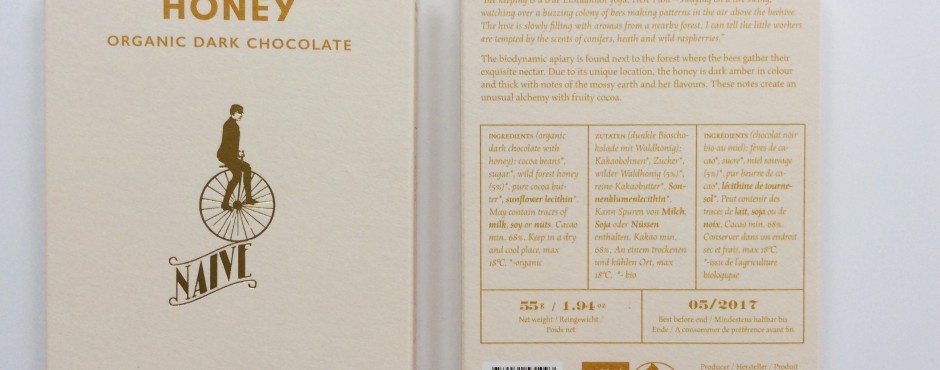 HONEY
ORGANIC DARK CHOCOLATE
NAIVE
watching over a buzzing colony of bees making patterns in the air above the beehive.
The hive is slowly filling with aromas from a nearby forest. I can tell the little workers
are tempted by the scents of conifers, heath and wild raspberries."
The biodynamic apiary is found next to the forest where the bees gather their
exquisite nectar. Due to its unique location, the honey is dark amber in colour
and thick with notes of the mossy earth and her flavours. These notes create an
unusual alchemy with fruity cocoa.
INGREDIENTS (organic
dark chocolate with
honey): cocoa beans*,
sugar*, wild forest honey
(5%)*, pure cocoa but-
ter*, sunflower lecithin*.
May contain traces of
milk, soy or nuts. Cacao
min. 68%. Keep in a dry
and cool place, max
18°C. *-organic
ZUTATEN (dunkle Bioscho-
kolade mit Waldhonig):
Kakaobohnen*, Zucker*,
wilder Waldhonig (5%)*,
reine Kakaobutter*, Son-
nenblumenlecithin*.
Kann Spuren von Milch,
Soja oder Nüssen
enthalten. Kakao min.
68%. An einem trockenen
und kühlen Ort, max
18°C. *- bio
INGRÉDIENTS (chocolat noir
bio au miel): fèves de ca-
cao*, sucre*, miel sauvage
(5%)*, pur beurre de ca-
cao*, lécithine de tourne-
sol*. Peut contenir des
traces de lait, soja ou de
noix. Cacao min. 68%.
Conserver dans un endroit
sec et frais, max 18°C.
*-issu de l'agriculture
biologique
55g / 1.94oz
Net weight / Reingewicht /
Poids net
05/2017
Best before end / Mindestens haltbar bis
Ende / A consommer de préférence avant fin
Producer / Hersteller / Produit: